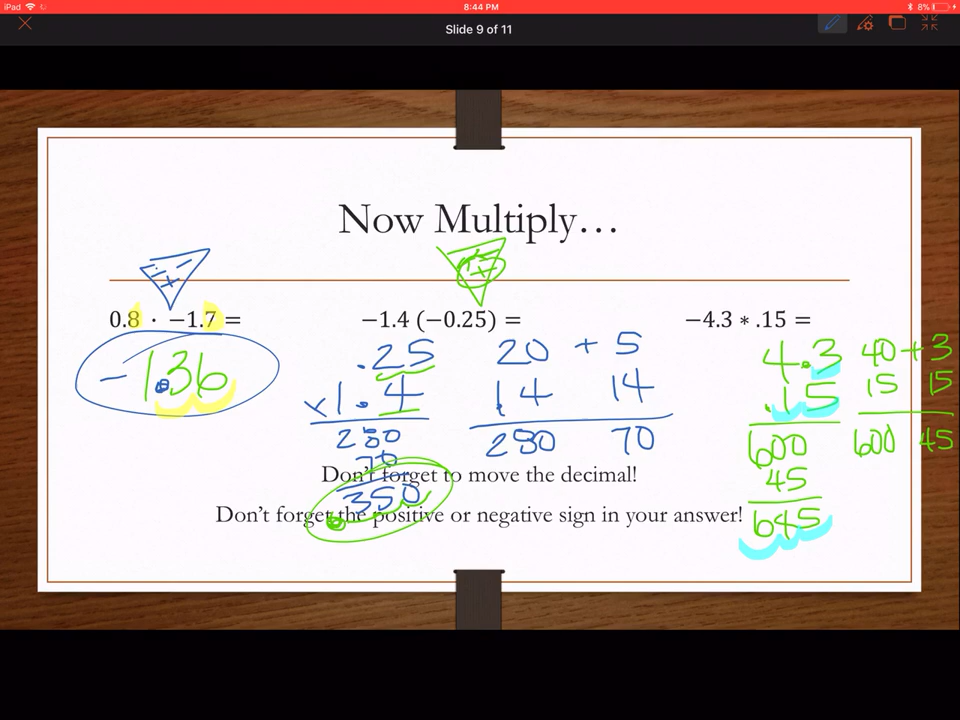 iPad 8:44 PM 8%
Slide 9 of 11
Now Multiply...
0.8 · −1.7 =
−1.36
−1.4 (−0.25) =
.25
x1.4
280
70
.350
20 + 5
14 14
280 70
−4.3 ∗ .15 =
4.3
.15
600
45
645
40+3
15 15
600 45
Don't forget to move the decimal!
Don't forget the positive or negative sign in your answer!